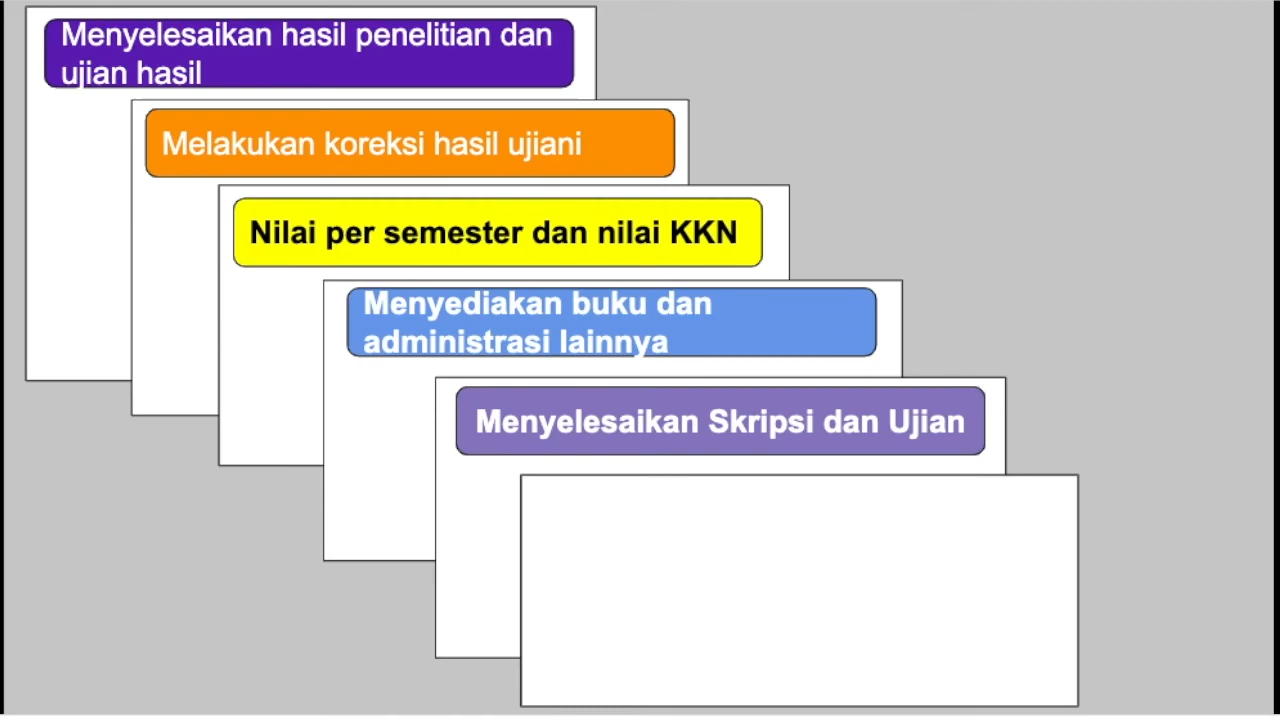 Menyelesaikan hasil penelitian dan
ujian hasil
Melakukan koreksi hasil ujiani
Nilai per semester dan nilai KKN
Menyediakan buku dan
administrasi lainnya
Menyelesaikan Skripsi dan Ujian